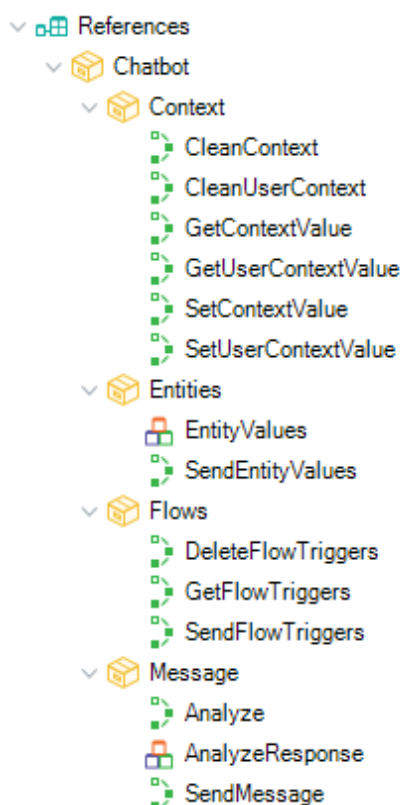 References
Chatbot
Context
CleanContext
CleanUserContext
GetContextValue
GetUserContextValue
SetContextValue
SetUserContextValue
Entities
EntityValues
SendEntityValues
Flows
DeleteFlowTriggers
GetFlowTriggers
SendFlowTriggers
Message
Analyze
AnalyzeResponse
SendMessage